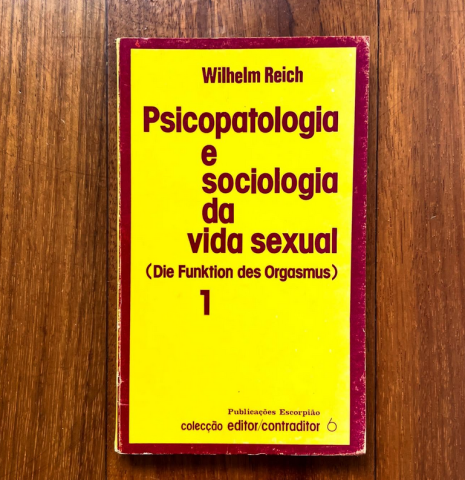 Wilhelm Reich
Psicopatologia
e
sociologia
da
vida sexual
(Die Funktion des Orgasmus)
1
Publicações Escorpião
colecção editor/contraditor 6